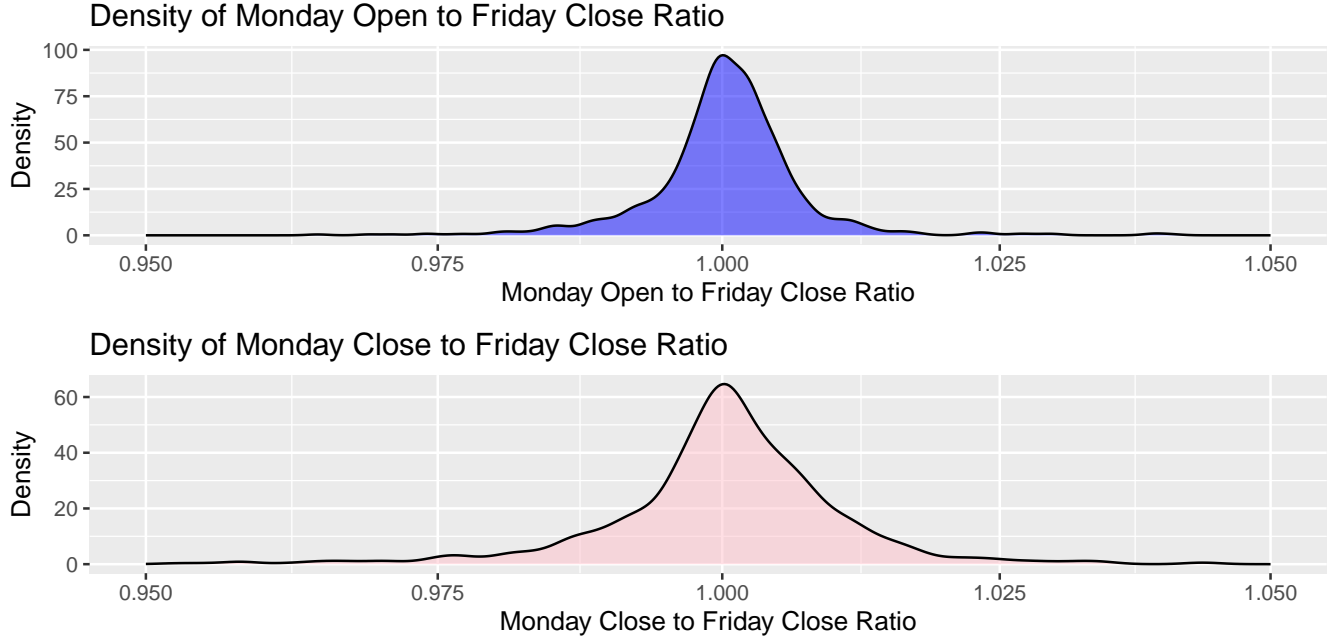 Density of Monday Open to Friday Close Ratio
100
75
50
25
0
Density
0.950 0.975 1.000 1.025 1.050
Monday Open to Friday Close Ratio
Density of Monday Close to Friday Close Ratio
60
40
20
0
Density
0.950 0.975 1.000 1.025 1.050
Monday Close to Friday Close Ratio